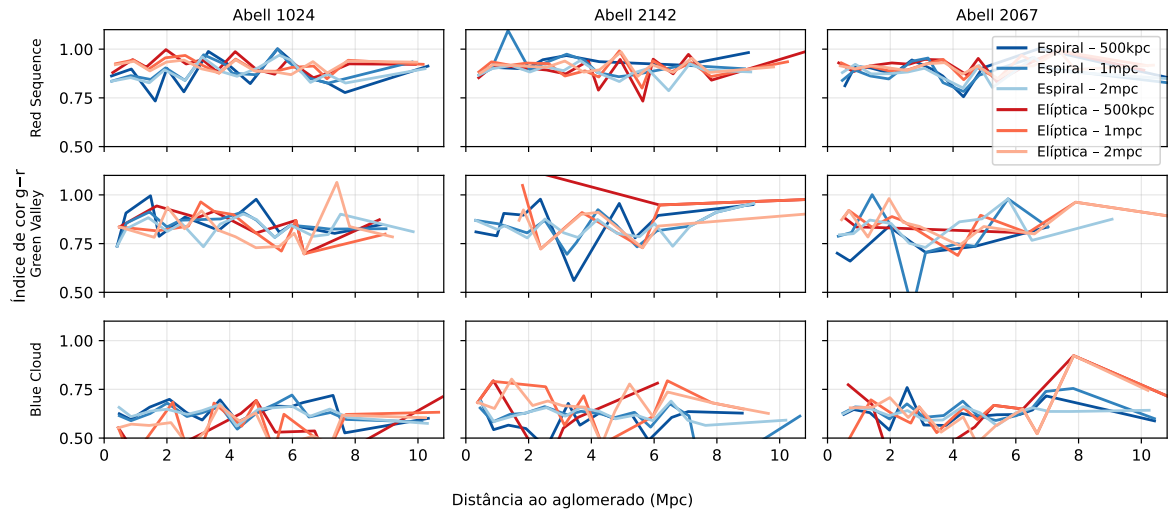 Abell 1024
Abell 2142
Abell 2067
Red Sequence
1.00
0.75
0.50
Espiral – 500kpc
Espiral – 1mpc
Espiral – 2mpc
Elíptica – 500kpc
Elíptica – 1mpc
Elíptica – 2mpc
Índice de cor g−r
Green Valley
1.00
0.75
0.50
Blue Cloud
1.00
0.75
0.50
0 2 4 6 8 10
0 2 4 6 8 10
0 2 4 6 8 10
Distância ao aglomerado (Mpc)